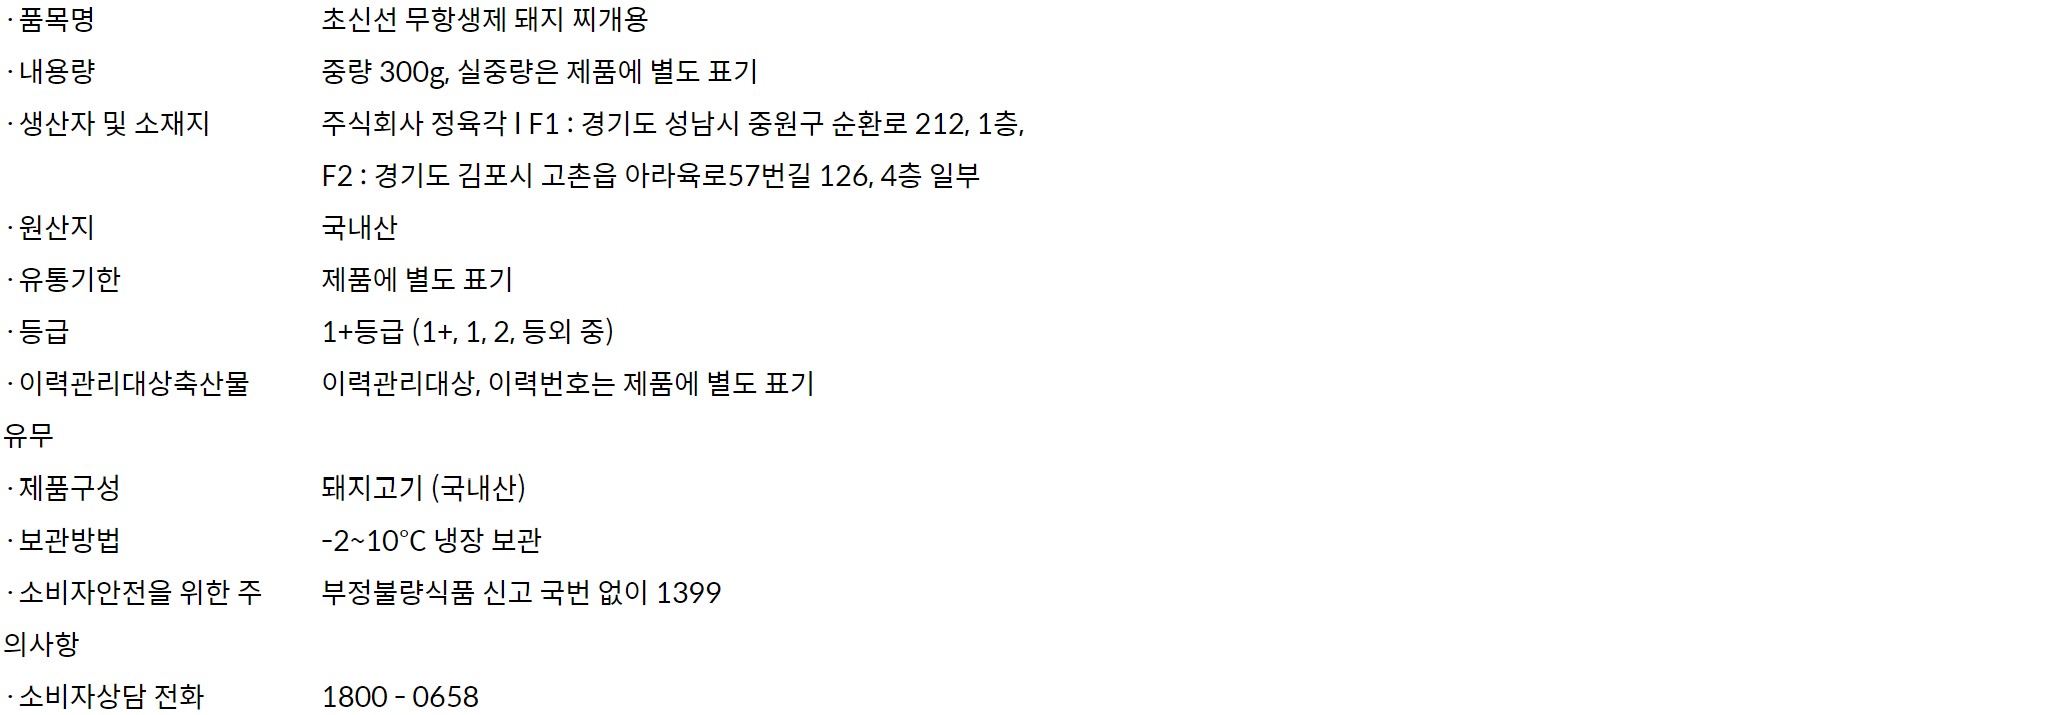 · 품목명 초신선 무항생제 돼지 찌개용
· 내용량 중량 300g, 실중량은 제품에 별도 표기
· 생산자 및 소재지 주식회사 정육각 l F1 : 경기도 성남시 중원구 순환로 212, 1층,
F2 : 경기도 김포시 고촌읍 아라육로57번길 126, 4층 일부
· 원산지 국내산
· 유통기한 제품에 별도 표기
· 등급 1+등급 (1+, 1, 2, 등외 중)
· 이력관리대상축산물 이력관리대상, 이력번호는 제품에 별도 표기
유무
· 제품구성 돼지고기 (국내산)
· 보관방법 -2~10°C 냉장 보관
· 소비자안전을 위한 주 부정불량식품 신고 국번 없이 1399
의사항
· 소비자상담 전화 1800 - 0658